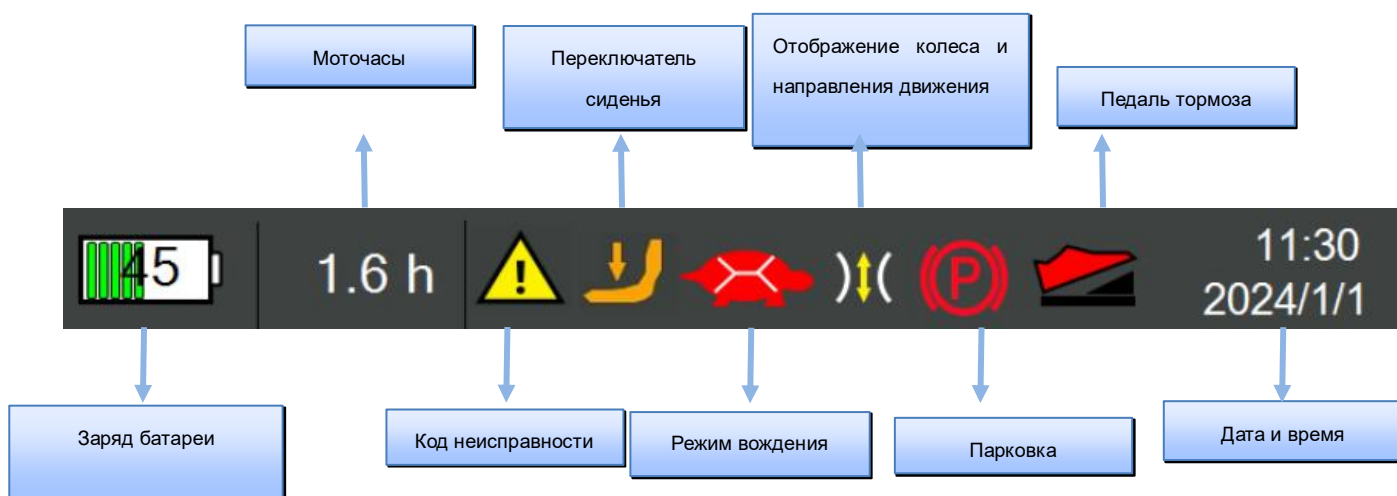 Моточасы
Переключатель
сиденья
Отображение колеса и
направления движения
Педаль тормоза
45
1.6 h
!
P
11:30
2024/1/1
Заряд батареи
Код неисправности
Режим вождения
Парковка
Дата и время